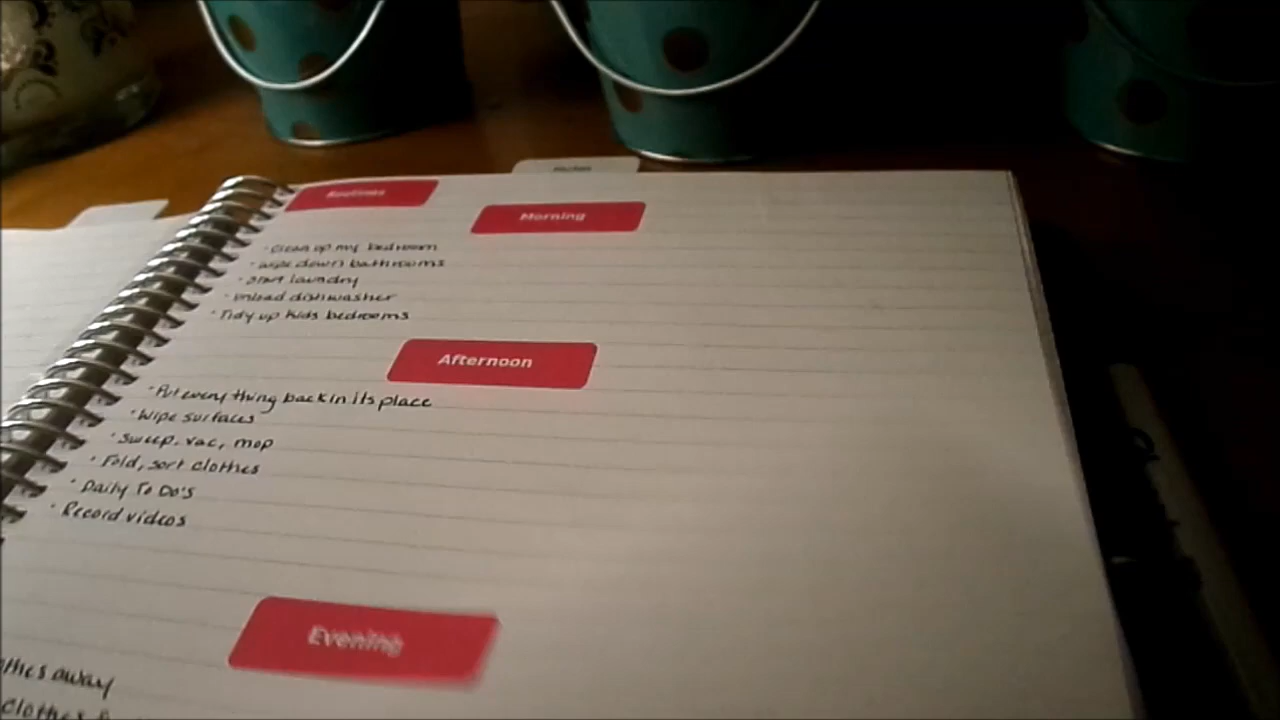 Routines
Morning
· Clean up my bedroom
· wipe down bathrooms
· Start laundry
· unload dishwasher
· Tidy up kids bedrooms
Afternoon
· Put everything back in its place
· Wipe surfaces
· Sweep, vac, mop
· Fold, sort clothes
· Daily To Do's
· Record videos
Evening
othes away
clothes